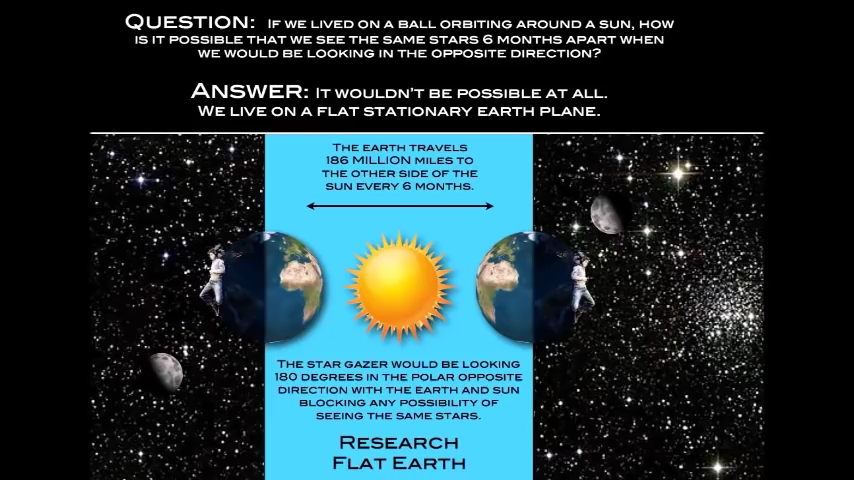 QUESTION: IF WE LIVED ON A BALL ORBITING AROUND A SUN, HOW
IS IT POSSIBLE THAT WE SEE THE SAME STARS 6 MONTHS APART WHEN
WE WOULD BE LOOKING IN THE OPPOSITE DIRECTION?
ANSWER: IT WOULDN'T BE POSSIBLE AT ALL.
WE LIVE ON A FLAT STATIONARY EARTH PLANE.
THE EARTH TRAVELS
186 MILLION MILES TO
THE OTHER SIDE OF THE
SUN EVERY 6 MONTHS.
THE STAR GAZER WOULD BE LOOKING
180 DEGREES IN THE POLAR OPPOSITE
DIRECTION WITH THE EARTH AND SUN
BLOCKING ANY POSSIBILITY OF
SEEING THE SAME STARS.
RESEARCH
FLAT EARTH